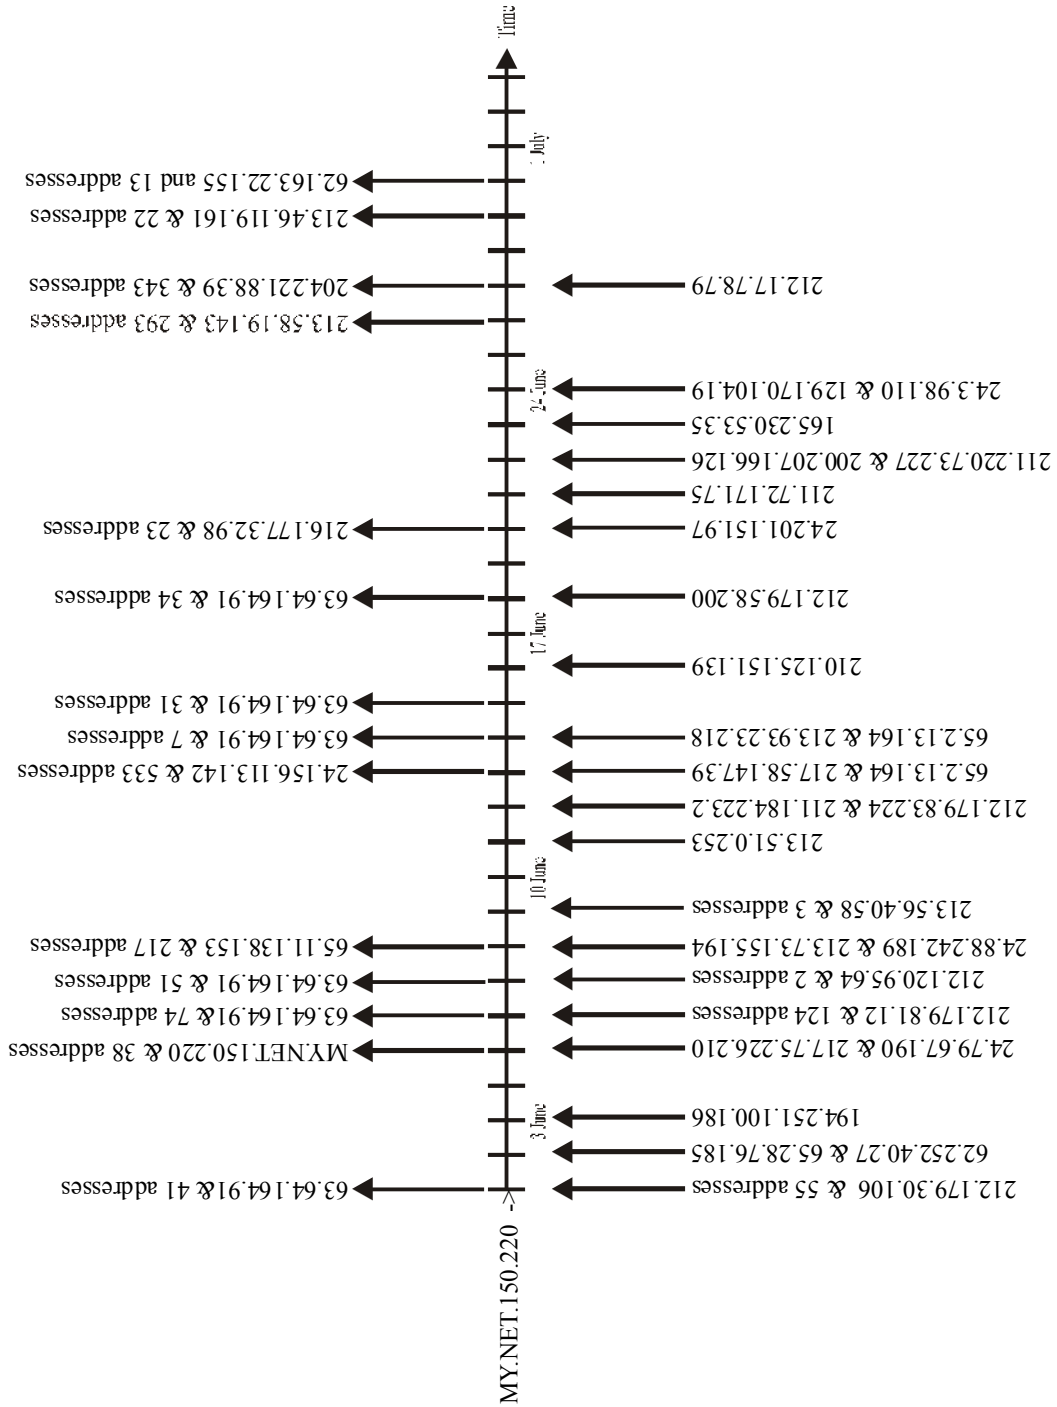 Time
1 July
24 June
17 June
10 June
3 June
MY.NET.150.220 ->
62.163.22.155 and 13 addresses
213.46.119.161 & 22 addresses
204.221.88.39 & 343 addresses
213.58.19.143 & 293 addresses
216.177.32.98 & 23 addresses
63.64.164.91 & 34 addresses
63.64.164.91 & 31 addresses
63.64.164.91 & 7 addresses
24.156.113.142 & 533 addresses
65.11.138.153 & 217 addresses
63.64.164.91 & 51 addresses
63.64.164.91& 74 addresses
MY.NET.150.220 & 38 addresses
63.64.164.91& 41 addresses
212.17.78.79
24.3.98.110 & 129.170.104.19
165.230.53.35
211.220.73.227 & 200.207.166.126
211.72.171.75
24.201.151.97
212.179.58.200
210.125.151.139
65.2.13.164 & 213.93.23.218
65.2.13.164 & 217.58.147.39
212.179.83.224 & 211.184.223.2
213.51.0.253
213.56.40.58 & 3 addresses
24.88.242.189 & 213.73.155.194
212.120.95.64 & 2 addresses
212.179.81.12 & 124 addresses
24.79.67.190 & 217.75.226.210
194.251.100.186
62.252.40.27 & 65.28.76.185
212.179.30.106 & 55 addresses